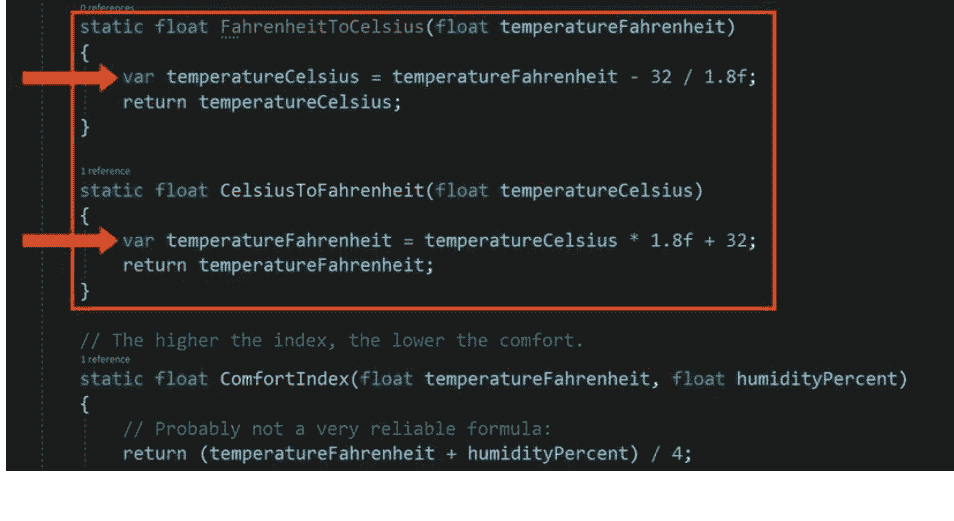 0 references
static float FahrenheitToCelsius(float temperatureFahrenheit)
{
var temperatureCelsius = temperatureFahrenheit - 32 / 1.8f;
return temperatureCelsius;
}
1 reference
static float CelsiusToFahrenheit(float temperatureCelsius)
{
var temperatureFahrenheit = temperatureCelsius * 1.8f + 32;
return temperatureFahrenheit;
}
// The higher the index, the lower the comfort.
1 reference
static float ComfortIndex(float temperatureFahrenheit, float humidityPercent)
{
// Probably not a very reliable formula:
return (temperatureFahrenheit + humidityPercent) / 4;